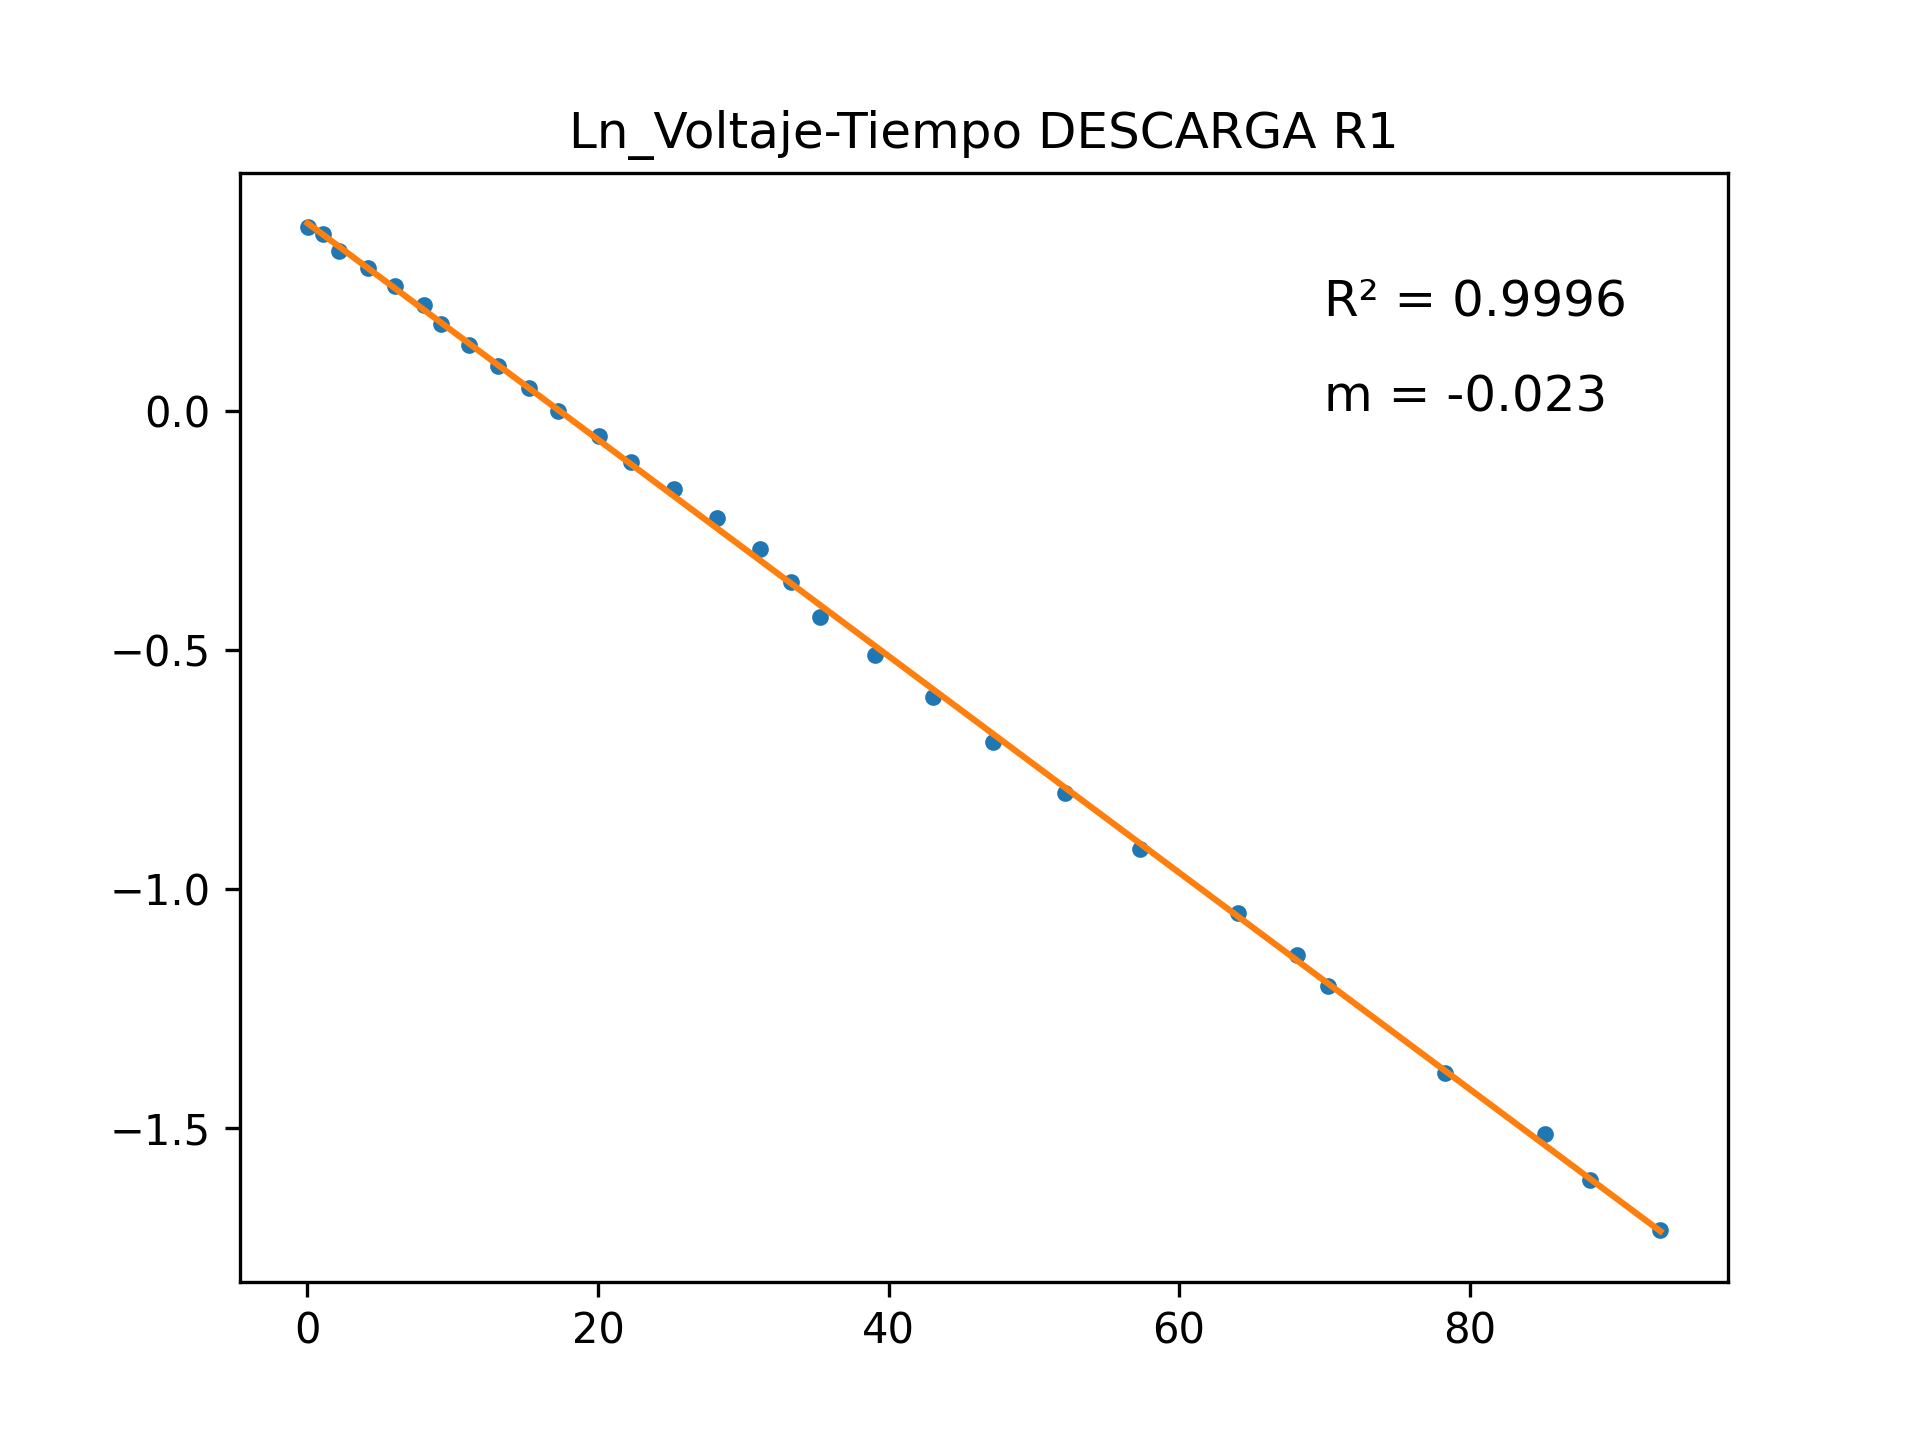 Ln_Voltaje-Tiempo DESCARGA R1
R² = 0.9996
m = -0.023
0.0
−0.5
−1.0
−1.5
0 20 40 60 80